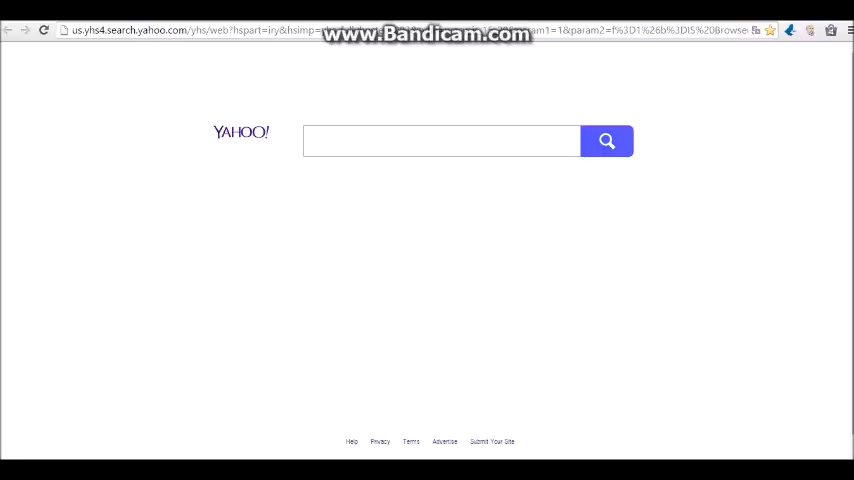 us.yhs4.search.yahoo.com/yhs/web?hspart=iry&hsimp=
www.Bandicam.com
am1=1&param2=f%3D1%26b%3DIS%20Browse
YAHOO!
Help Privacy Terms Advertise Submit Your Site